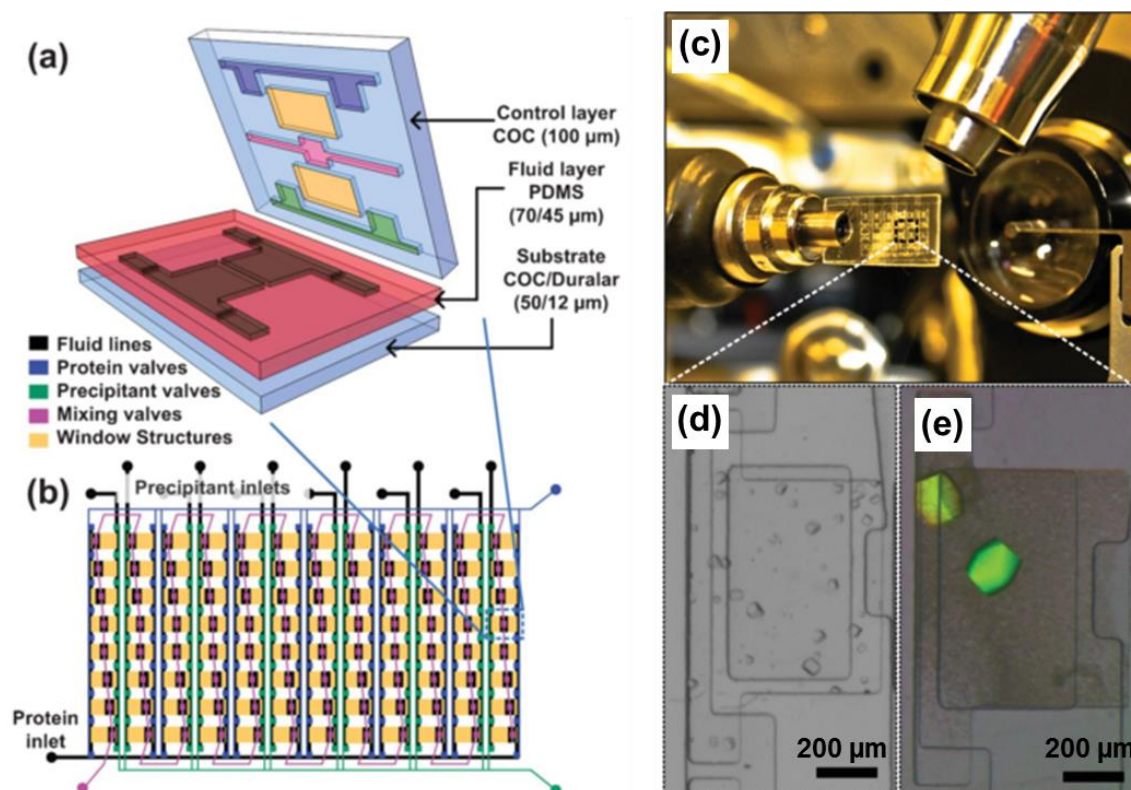 (a)
Control layer
COC (100 µm)
Fluid layer
PDMS
(70/45 µm)
Substrate
COC/Duralar
(50/12 µm)
Fluid lines
Protein valves
Precipitant valves
Mixing valves
Window Structures
(b)
Precipitant inlets
Protein
inlet
(c)
(d)
200 µm
(e)
200 µm